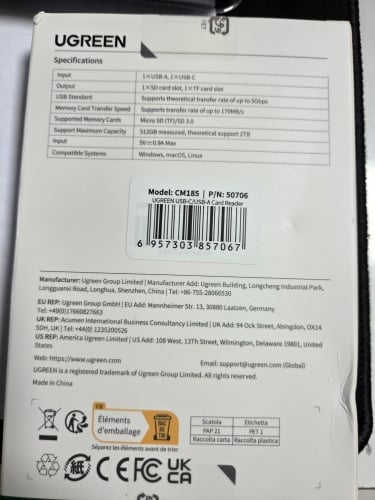 PET
UGREEN
Specifications
Input 1×USB-A, 1×USB-C
Output 1×SD card slot, 1×TF card slot
USB Standard Supports theoretical transfer rate of up to 5Gbps
Memory Card Transfer Speed Supports theoretical transfer rate of up to 170MB/s
Supported Memory Cards Micro SD (TF)/SD 3.0
Support Maximum Capacity 512GB measured, theoretical support 2TB
Input 5V⎓0.9A Max
Compatible Systems Windows, macOS, Linux
Model: CM185 | P/N: 50706
UGREEN USB-C/USB-A Card Reader
6 957303 857067
Manufacturer: Ugreen Group Limited | Manufacturer Add: Ugreen Building, Longcheng Industrial Park,
Longguanxi Road, Longhua, Shenzhen, China | Tel: +86-755-28066530
EU REP: Ugreen Group GmbH | EU Add: Mannheimer Str. 13, 30880 Laatzen, Germany
Tel: +49(0)17660827663
UK REP: Acumen International Business Consultancy Limited | UK Add: 94 Ock Street, Abingdon, OX14
5DH, UK | Tel: +44(0) 1235200526
US REP: America Ugreen Limited | US Add: 108 West, 13th Street, Wilmington, Delaware 19801, United
States
Web: https://www.ugreen.com Email: support@ugreen.com (Global)
UGREEN is a registered trademark of Ugreen Group Limited. All rights reserved.
Made in China
FR
Éléments
d'emballage
BAC
DE
TRI
Séparez les éléments avant de trier
Scatola Etichetta
PAP 21 PET 1
Raccolta carta Raccolta plastica
紙 CE FC UK
CA